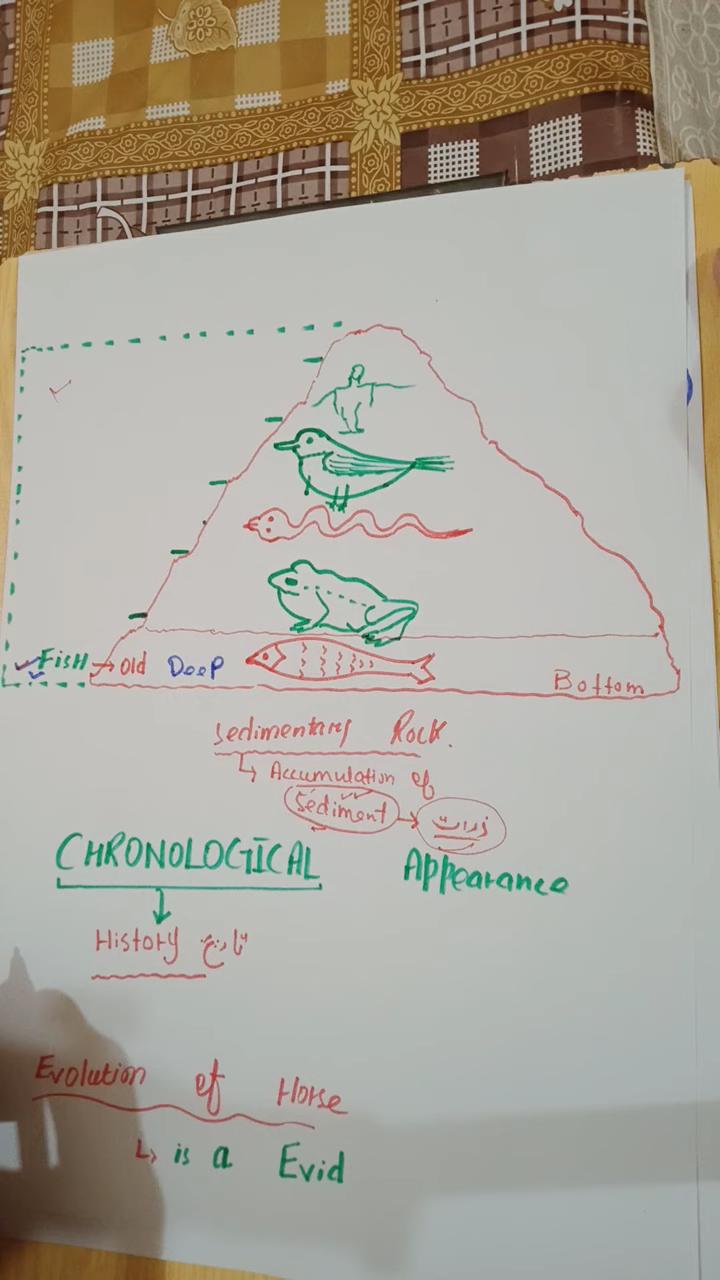 Fish → Old Deep Bottom
Sedimentary Rock.
↳ Accumulation of
Sediment → ذرات
CHRONOLOGICAL Appearance
History تاریخ
Evolution of Horse
↳ is a Evid